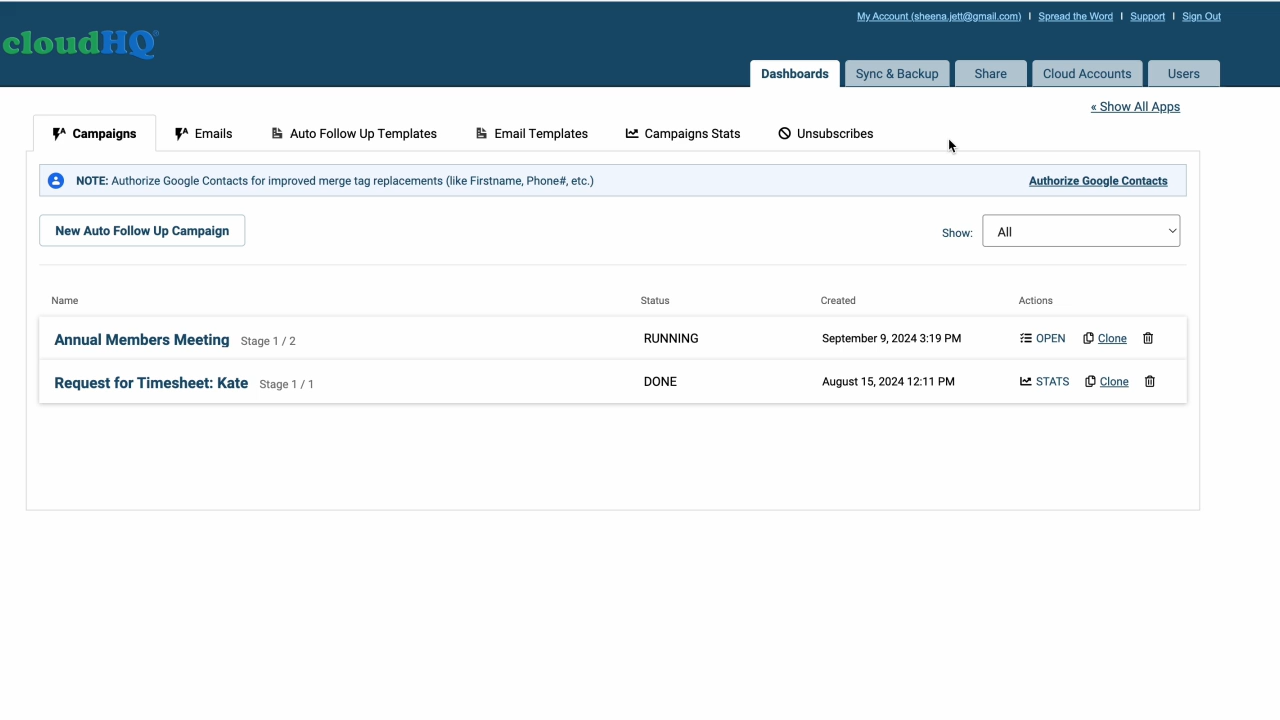 My Account (sheena.jett@gmail.com) | Spread the Word | Support | Sign Out
cloudHQ®
Dashboards Sync & Backup Share Cloud Accounts Users
« Show All Apps
Campaigns Emails Auto Follow Up Templates Email Templates Campaigns Stats Unsubscribes
NOTE: Authorize Google Contacts for improved merge tag replacements (like Firstname, Phone#, etc.) Authorize Google Contacts
New Auto Follow Up Campaign Show: All
Name Status Created Actions
Annual Members Meeting Stage 1 / 2 RUNNING September 9, 2024 3:19 PM OPEN Clone
Request for Timesheet: Kate Stage 1 / 1 DONE August 15, 2024 12:11 PM STATS Clone